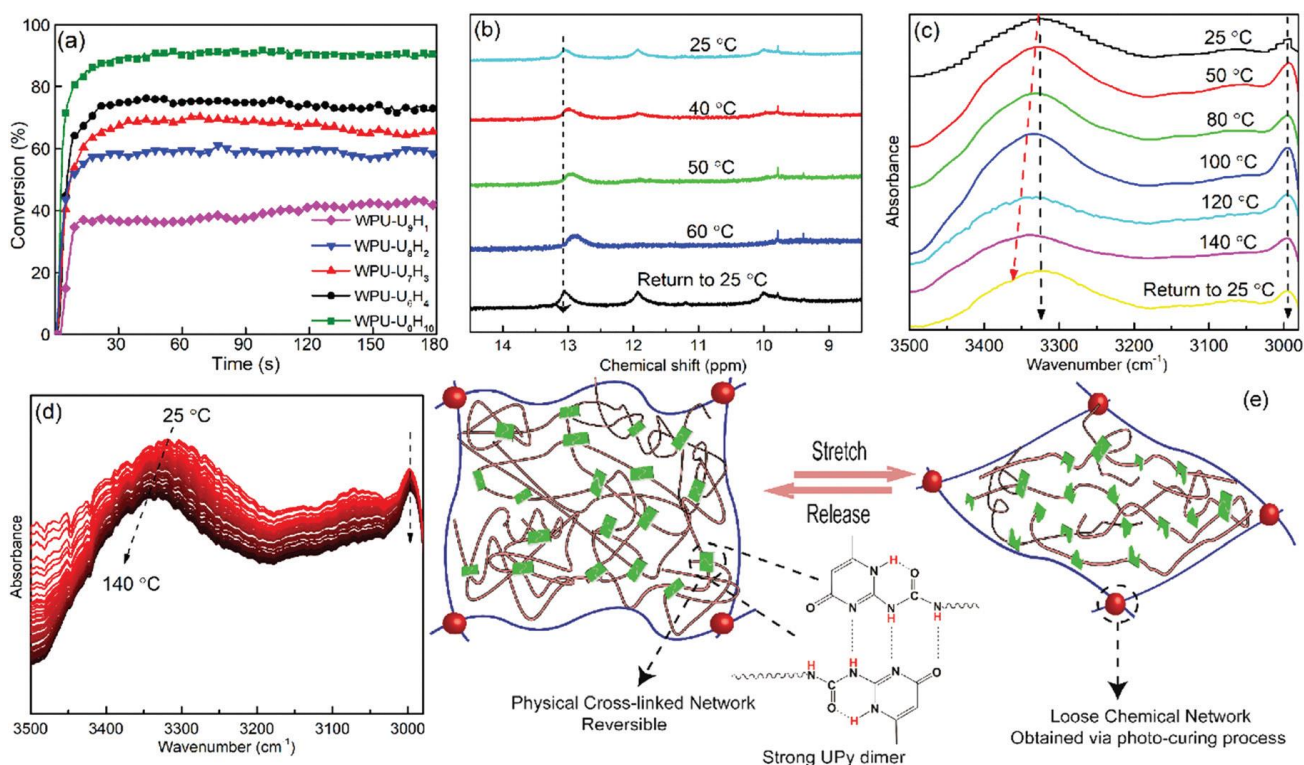 (a)
Conversion (%)
100
80
60
40
20
0
30 60 90 120 150 180
Time (s)
WPU-U₉H₁
WPU-U₈H₂
WPU-U₇H₃
WPU-U₆H₄
WPU-U₀H₁₀
(b)
25 °C
40 °C
50 °C
60 °C
Return to 25 °C
14 13 12 11 10 9
Chemical shift (ppm)
(c)
Absorbance
25 °C
50 °C
80 °C
100 °C
120 °C
140 °C
Return to 25 °C
3500 3400 3300 3200 3100 3000
Wavenumber (cm⁻¹)
(d)
Absorbance
25 °C
140 °C
3500 3400 3300 3200 3100 3000
Wavenumber (cm⁻¹)
(e)
Stretch
Release
N H O
C
O N N N
H H
H H
N N N O
C
O H N
Physical Cross-linked Network
Reversible
Strong UPy dimer
Loose Chemical Network
Obtained via photo-curing process